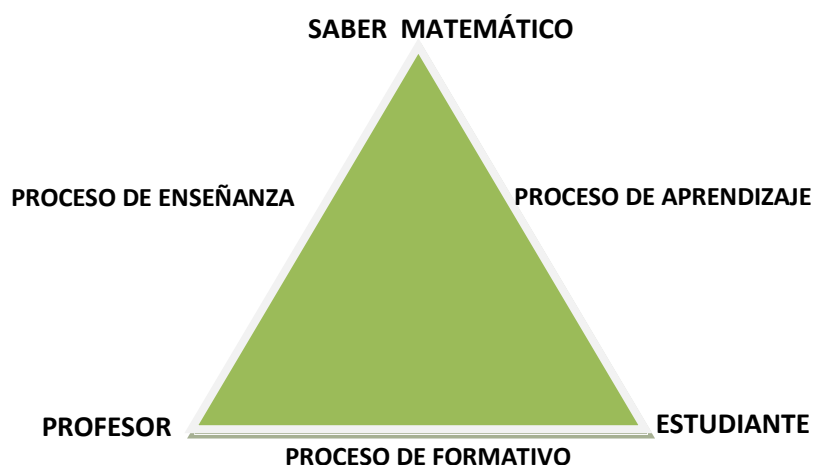 SABER MATEMÁTICO
PROCESO DE ENSEÑANZA
PROCESO DE APRENDIZAJE
PROFESOR
ESTUDIANTE
PROCESO DE FORMATIVO